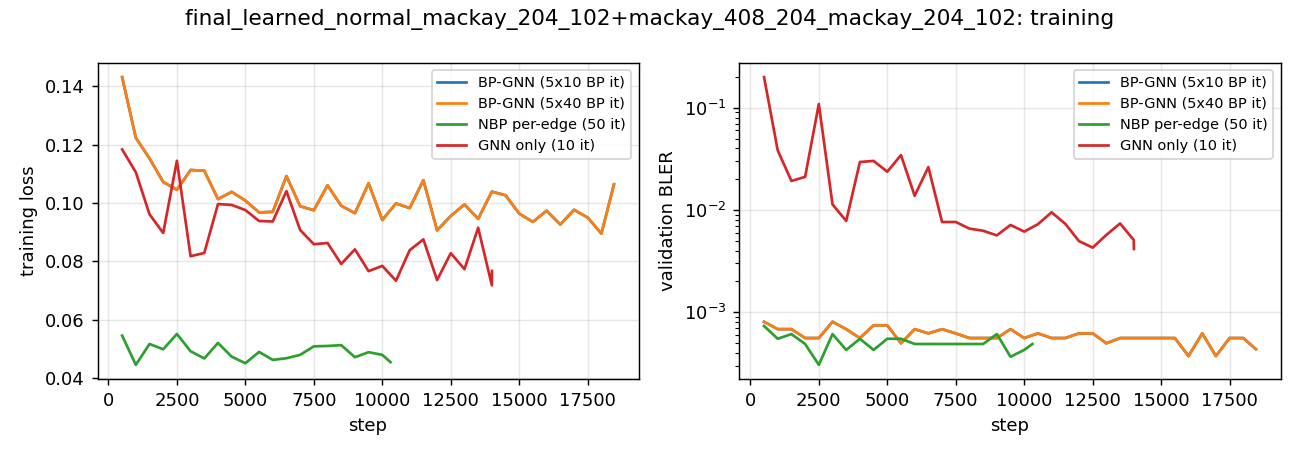 final_learned_normal_mackay_204_102+mackay_408_204_mackay_204_102: training
training loss
0.14
0.12
0.10
0.08
0.06
0.04
BP-GNN (5x10 BP it)
BP-GNN (5x40 BP it)
NBP per-edge (50 it)
GNN only (10 it)
0 2500 5000 7500 10000 12500 15000 17500
step
validation BLER
10⁻¹
10⁻²
10⁻³
BP-GNN (5x10 BP it)
BP-GNN (5x40 BP it)
NBP per-edge (50 it)
GNN only (10 it)
0 2500 5000 7500 10000 12500 15000 17500
step